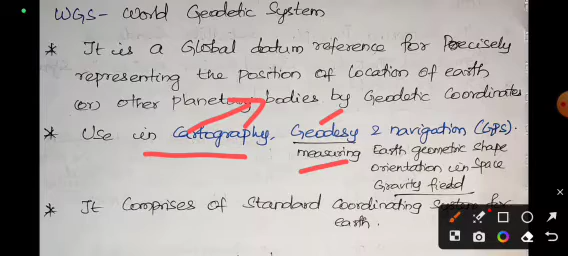 WGS - World Geodetic System
* It is a Global datum reference for Precisely
representing the position of location of earth
(or) other planetary bodies by Geodetic Coordinates
* Use in Cartography, Geodesy & navigation (GPS).
measuring Earth geometric shape
orientation in space
Gravity field
* It Comprises of Standard Coordinating System for
earth.